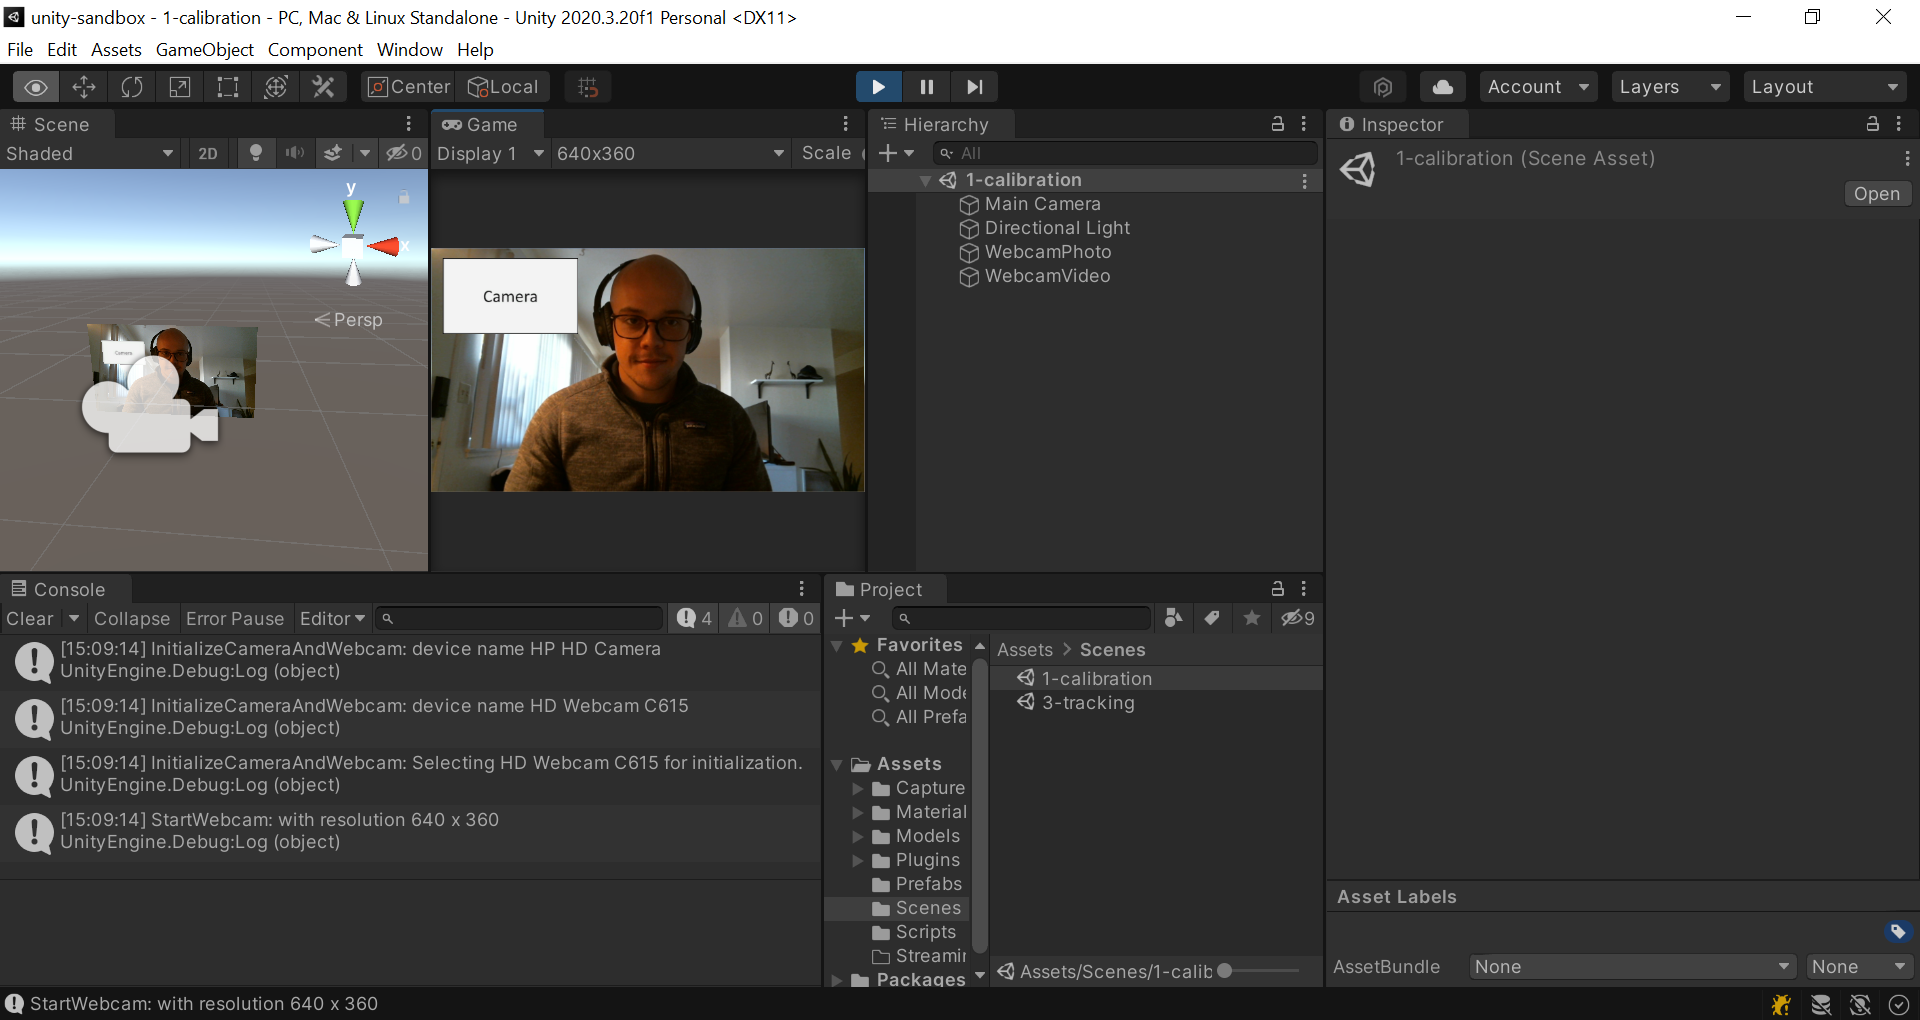 unity-sandbox - 1-calibration - PC, Mac & Linux Standalone - Unity 2020.3.20f1 Personal <DX11>
File Edit Assets GameObject Component Window Help
Center Local Account Layers Layout
Scene
Shaded 2D 0
y
x
Persp
Camera
Game
Display 1 640x360 Scale
Camera
Hierarchy
All
1-calibration
Main Camera
Directional Light
WebcamPhoto
WebcamVideo
Inspector
1-calibration (Scene Asset)
Open
Console
Clear Collapse Error Pause Editor 4 0 0
[15:09:14] InitializeCameraAndWebcam: device name HP HD Camera
UnityEngine.Debug:Log (object)
[15:09:14] InitializeCameraAndWebcam: device name HD Webcam C615
UnityEngine.Debug:Log (object)
[15:09:14] InitializeCameraAndWebcam: Selecting HD Webcam C615 for initialization.
UnityEngine.Debug:Log (object)
[15:09:14] StartWebcam: with resolution 640 x 360
UnityEngine.Debug:Log (object)
Project
9
Favorites
All Mate
All Mode
All Prefa
Assets
Capture
Material
Models
Plugins
Prefabs
Scenes
Scripts
Streamin
Packages
Assets > Scenes
1-calibration
3-tracking
Assets/Scenes/1-calib
Asset Labels
AssetBundle None None
StartWebcam: with resolution 640 x 360